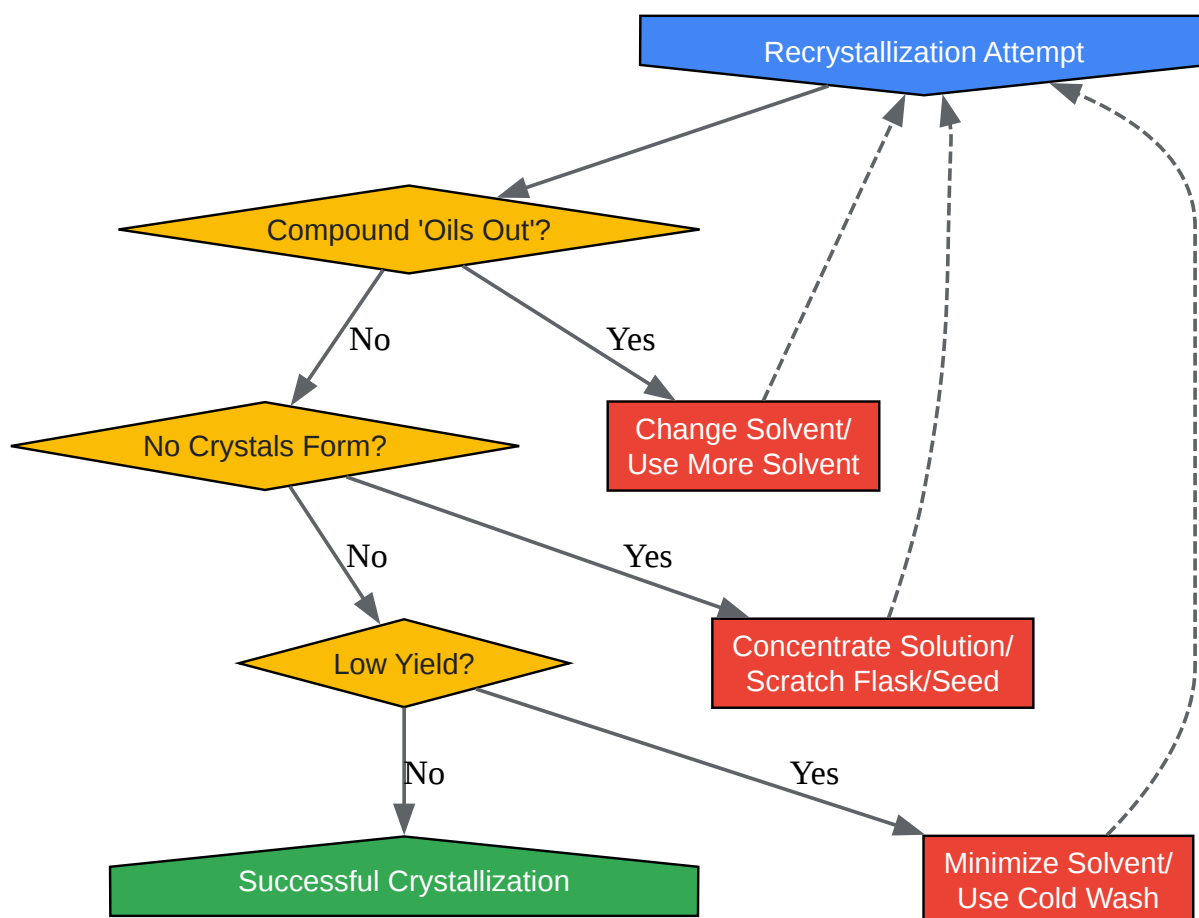 Recrystallization Attempt
Compound 'Oils Out'?
No
Yes
Change Solvent/
Use More Solvent
No Crystals Form?
No
Yes
Concentrate Solution/
Scratch Flask/Seed
Low Yield?
No
Yes
Minimize Solvent/
Use Cold Wash
Successful Crystallization